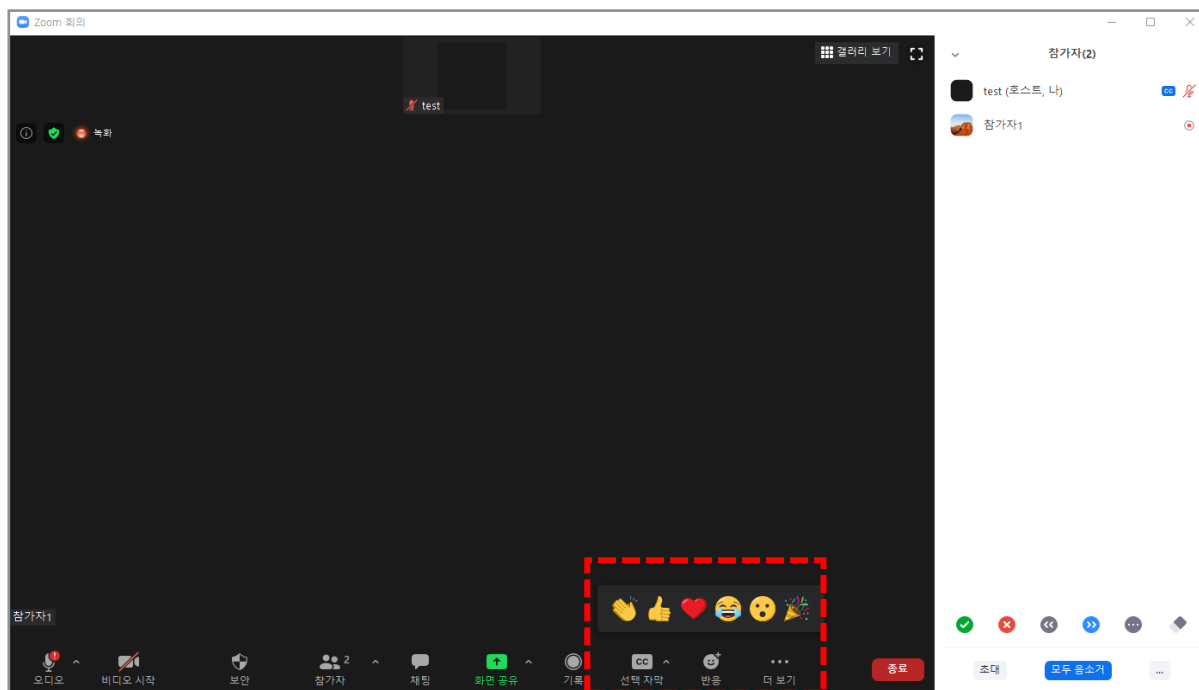 Zoom 회의
갤러리 보기
test
녹화
참가자1
오디오
비디오 시작
보안
2
참가자
채팅
화면 공유
기록
CC
선택 자막
반응
더 보기
종료
참가자(2)
test (호스트, 나)
CC
참가자1
초대
모두 음소거
...